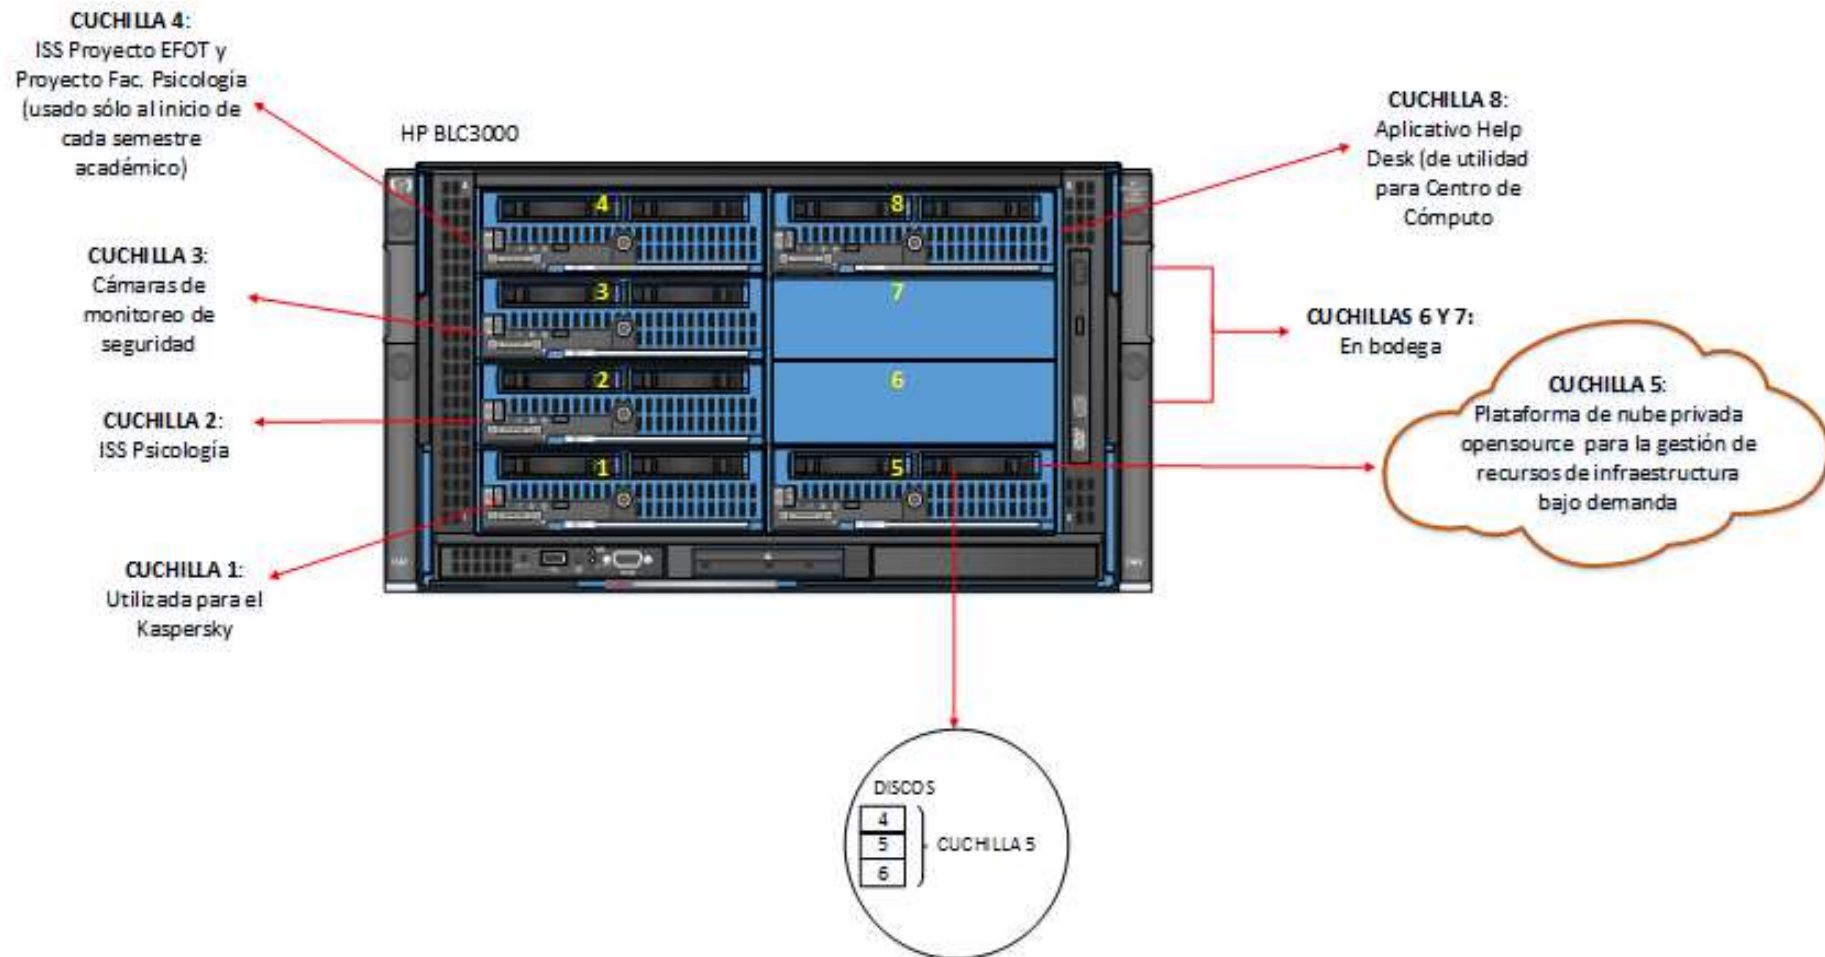 CUCHILLA 4:
ISS Proyecto EFOT y
Proyecto Fac. Psicología
(usado sólo al inicio de
cada semestre
académico)
HP BLC3000
CUCHILLA 8:
Aplicativo Help
Desk (de utilidad
para Centro de
Cómputo
4
8
CUCHILLA 3:
Cámaras de
monitoreo de
seguridad
3
7
CUCHILLAS 6 Y 7:
En bodega
2
6
CUCHILLA 2:
ISS Psicología
CUCHILLA 5:
Plataforma de nube privada
opensource para la gestión de
recursos de infraestructura
bajo demanda
1
5
CUCHILLA 1:
Utilizada para el
Kaspersky
DISCOS
4
5
6
CUCHILLA 5